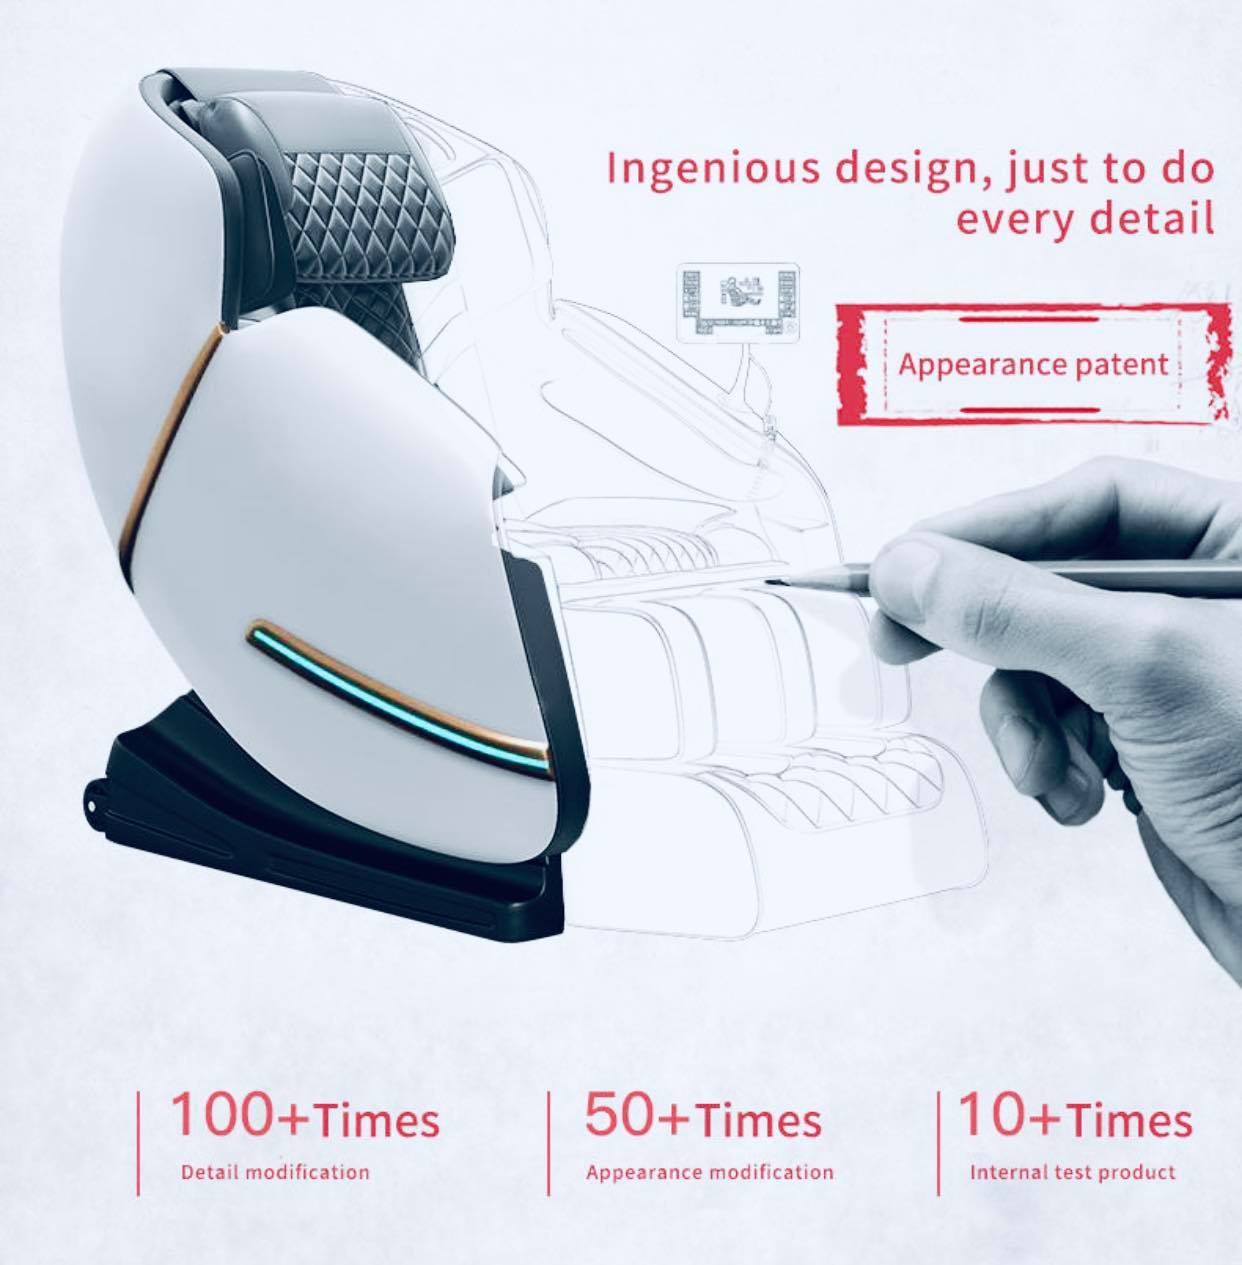 Ingenious design, just to do
every detail
Appearance patent
100+Times
Detail modification
50+Times
Appearance modification
10+Times
Internal test product